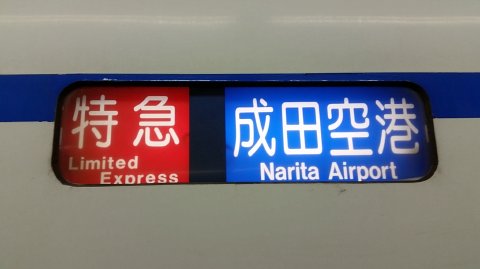 特急
Limited
Express
成田空港
Narita Airport